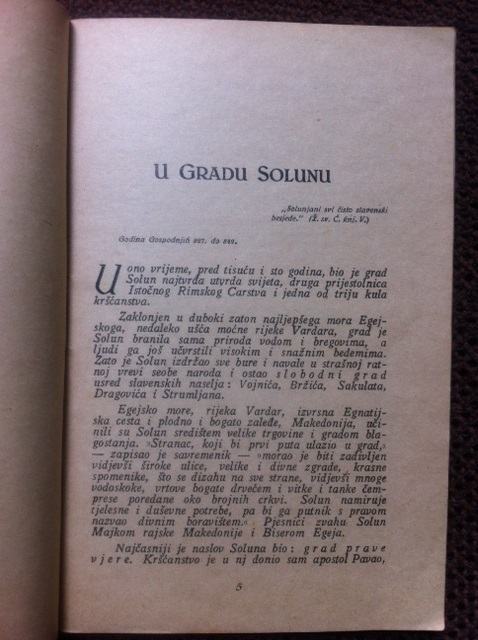 U GRADU SOLUNU
„Solunjani svi čisto slavenski
besjede." (Ž. sv. Ć. knj. V.)
Godina Gospodnjih 827. do 842.
U ono vrijeme, pred tisuću i sto godina, bio je grad
Solun najtvrđa utvrda svijeta, druga prijestolnica
Istočnog Rimskog Carstva i jedna od triju kula
kršćanstva.
Zaklonjen u duboki zaton najljepšega mora Egej-
skoga, nedaleko ušća moćne rijeke Vardara, grad je
Solun branila sama priroda vodom i bregovima, a
ljudi ga još učvrstili visokim i snažnim bedemima.
Zato je Solun izdržao sve bure i navale u strašnoj rat-
noj vrevi seobe naroda i ostao slobodni grad
usred slavenskih naselja: Vojnića, Bržića, Sakulata,
Dragovića i Strumljana.
Egejsko more, rijeka Vardar, izvrsna Egnatij-
ska cesta i plodno i bogato zaleđe, Makedonija, uči-
nili su Solun središtem velike trgovine i gradom bla-
gostanja. »Stranac, koji bi prvi puta ulazio u grad,«
— zapisao je savremenik — »morao je biti zadivljen
vidjevši široke ulice, velike i divne zgrade, krasne
spomenike, što se dizahu na sve strane, vidjevši mnoge
vodoskoke, vrtove bogate drvećem i vitke i tanke čem-
prese poredane oko brojnih crkvi. Solun namiruje
tjelesne i duševne potrebe, pa bi ga putnik s pravom
nazvao divnim boravištem.« Pjesnici zvahu Solun
Majkom rajske Makedonije i Biserom Egeja.
Najčasniji je naslov Soluna bio: grad prave
vjere. Kršćanstvo je u nj donio sam apostol Pavao,
5